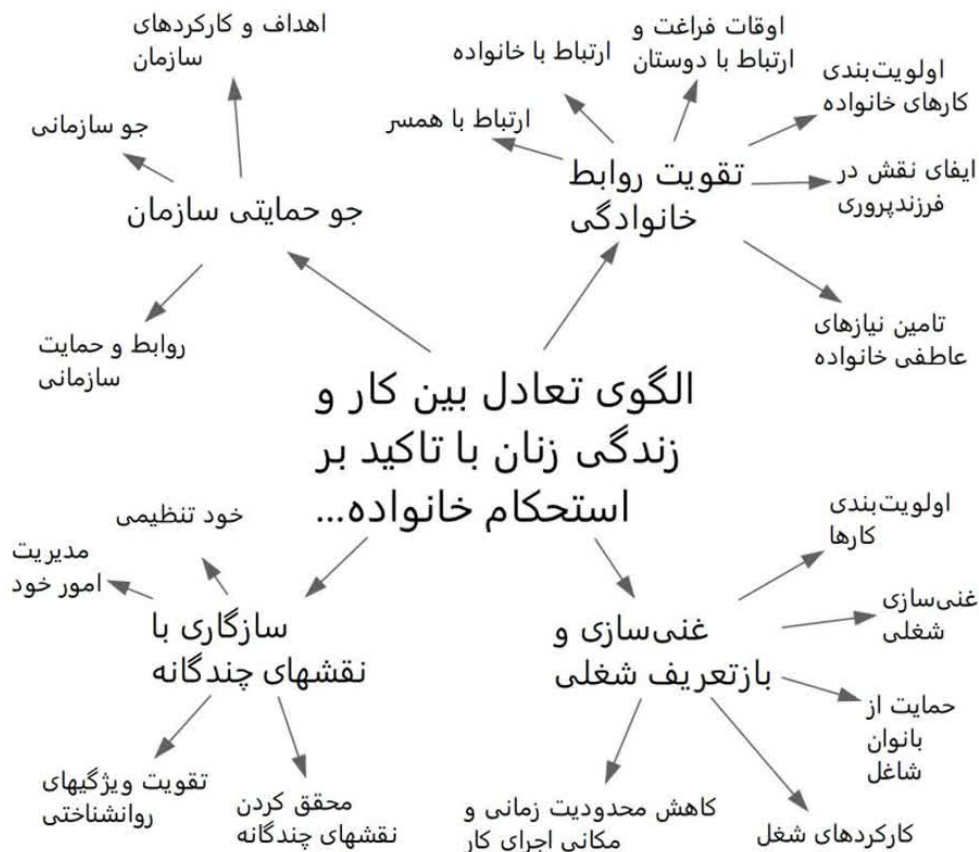 اهداف و کارکردهای
سازمان
جو سازمانی
جو حمایتی سازمان
روابط و حمایت
سازمانی
اوقات فراغت و
ارتباط با دوستان
ارتباط با خانواده
ارتباط با همسر
اولویت‌بندی
کارهای خانواده
تقویت روابط
خانوادگی
ایفای نقش در
فرزندپروری
تامین نیازهای
عاطفی خانواده
الگوی تعادل بین کار و
زندگی زنان با تاکید بر
استحکام خانواده...
خود تنظیمی
مدیریت
امور خود
سازگاری با
نقشهای چندگانه
تقویت ویژگیهای
روانشناختی
محقق کردن
نقشهای چندگانه
اولویت‌بندی
کارها
غنی‌سازی
شغلی
غنی‌سازی و
بازتعریف شغلی
حمایت از
بانوان
شاغل
کاهش محدودیت زمانی و
مکانی اجرای کار
کارکردهای شغل